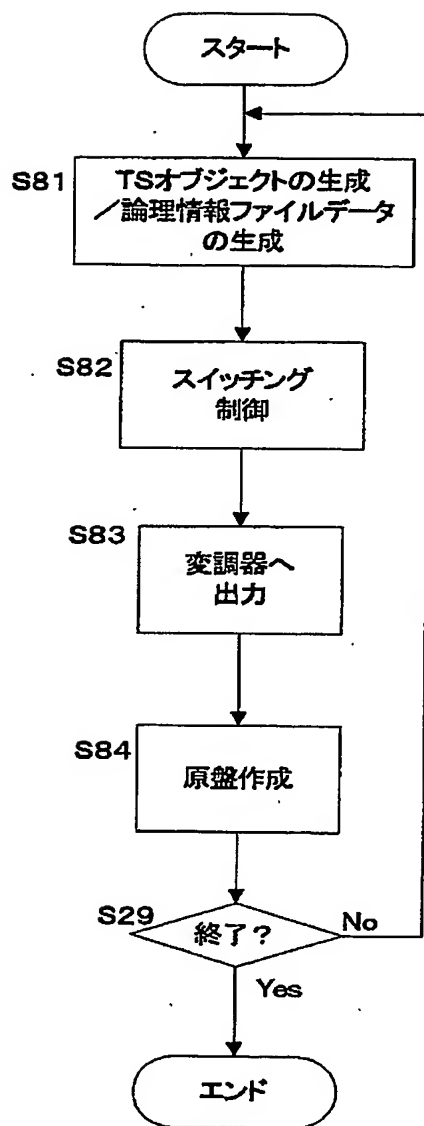 スタート
S81
TSオブジェクトの生成
／論理情報ファイルデータ
の生成
S82
スイッチング
制御
S83
変調器へ
出力
S84
原盤作成
S29
終了？
No
Yes
エンド